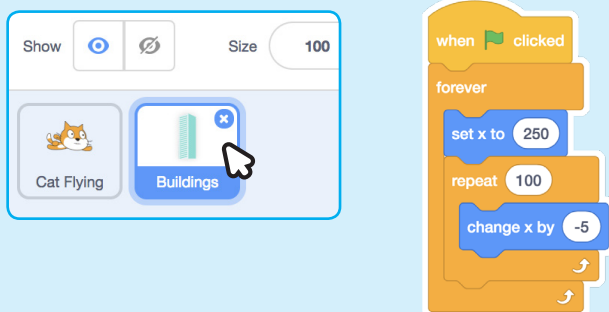 Show
Size 100
Cat Flying
Buildings
when clicked
forever
set x to 250
repeat 100
change x by -5